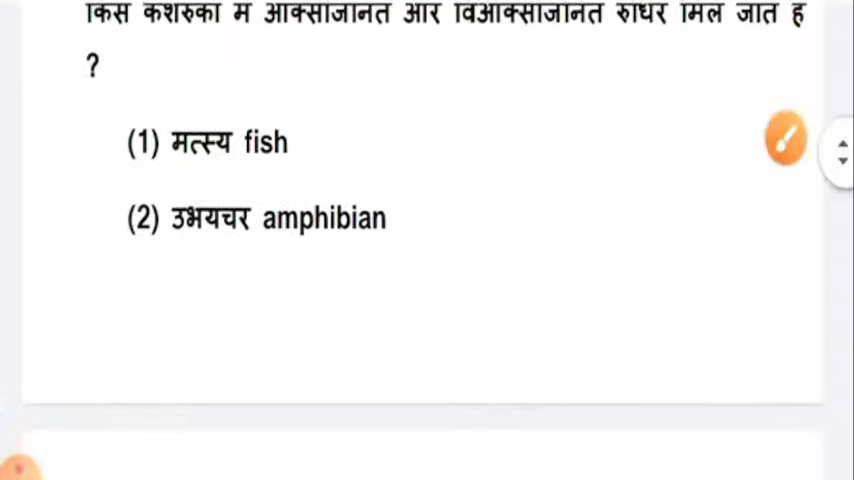 किस कशेरुकी में ऑक्सीजनित और विऑक्सीजनित रुधिर मिल जाते हैं
?
(1) मत्स्य fish
(2) उभयचर amphibian